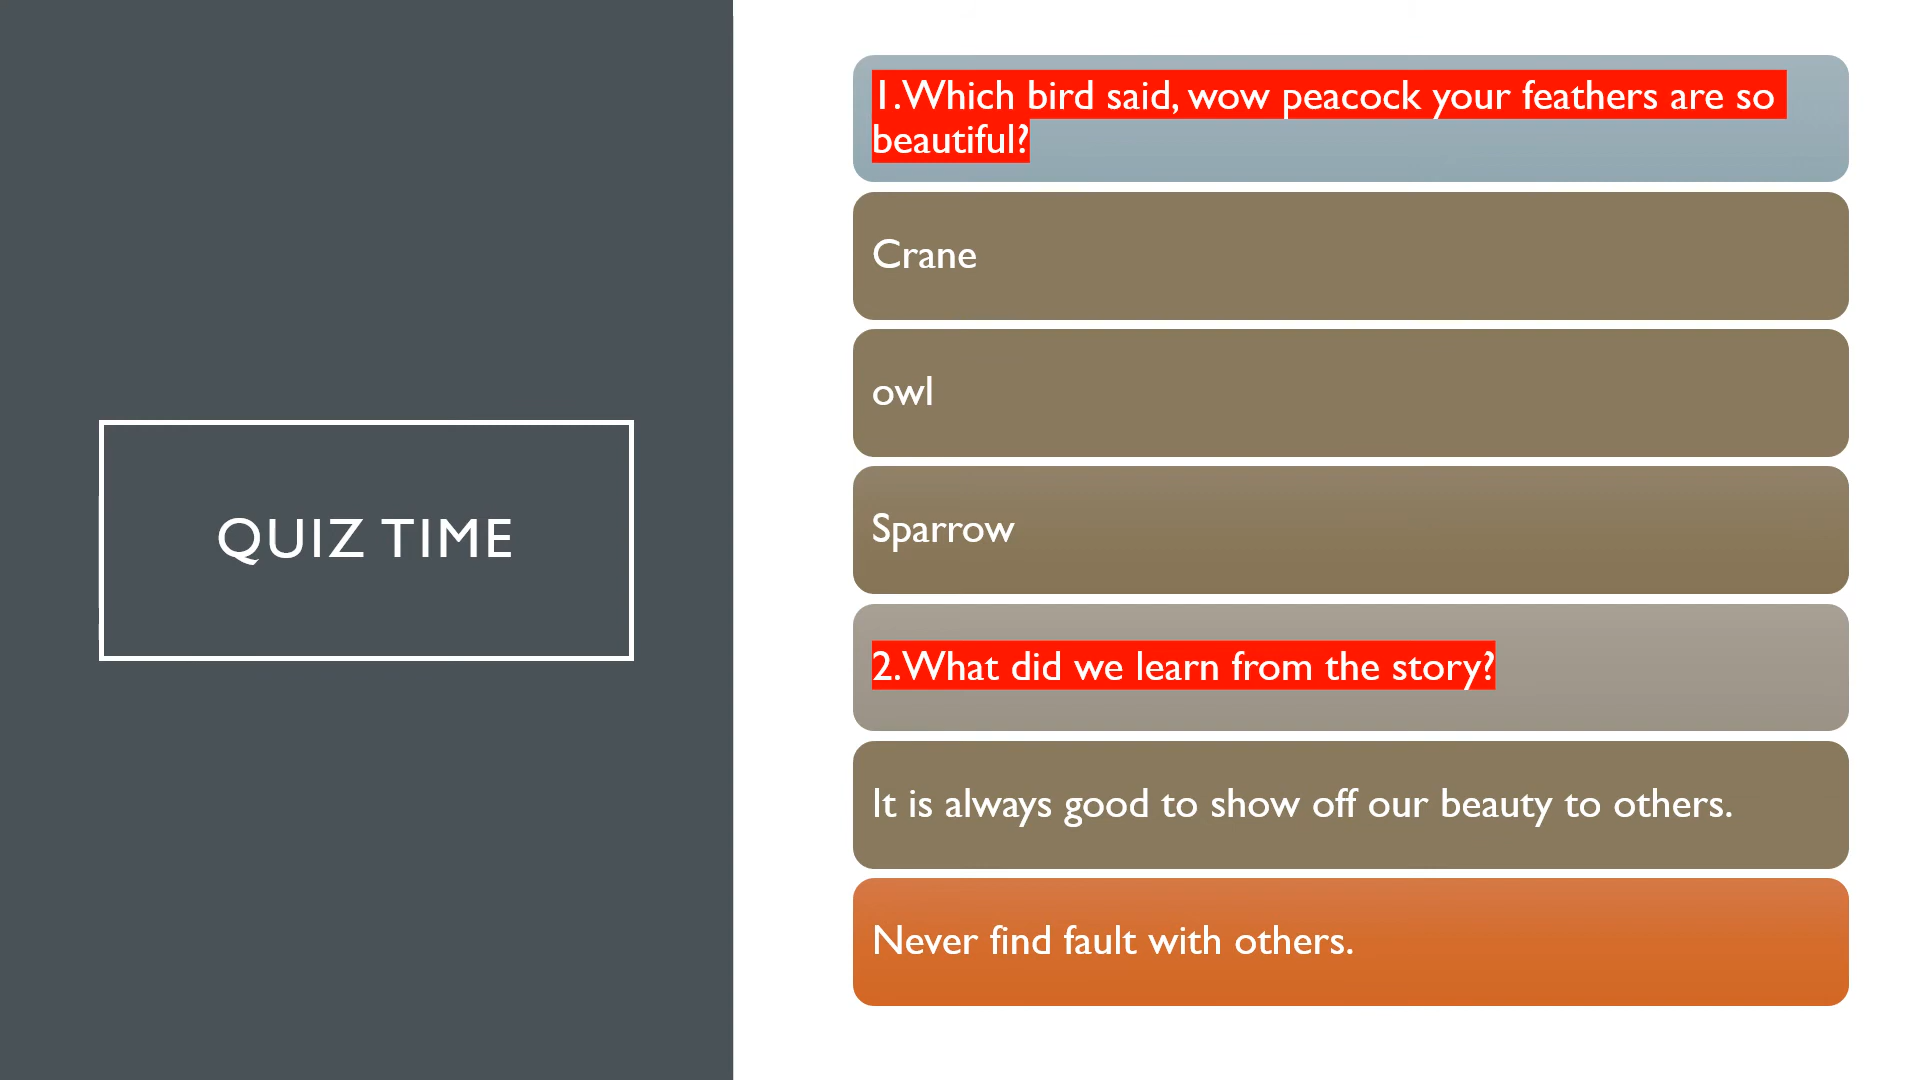 QUIZ TIME
1.Which bird said, wow peacock your feathers are so
beautiful?
Crane
owl
Sparrow
2.What did we learn from the story?
It is always good to show off our beauty to others.
Never find fault with others.